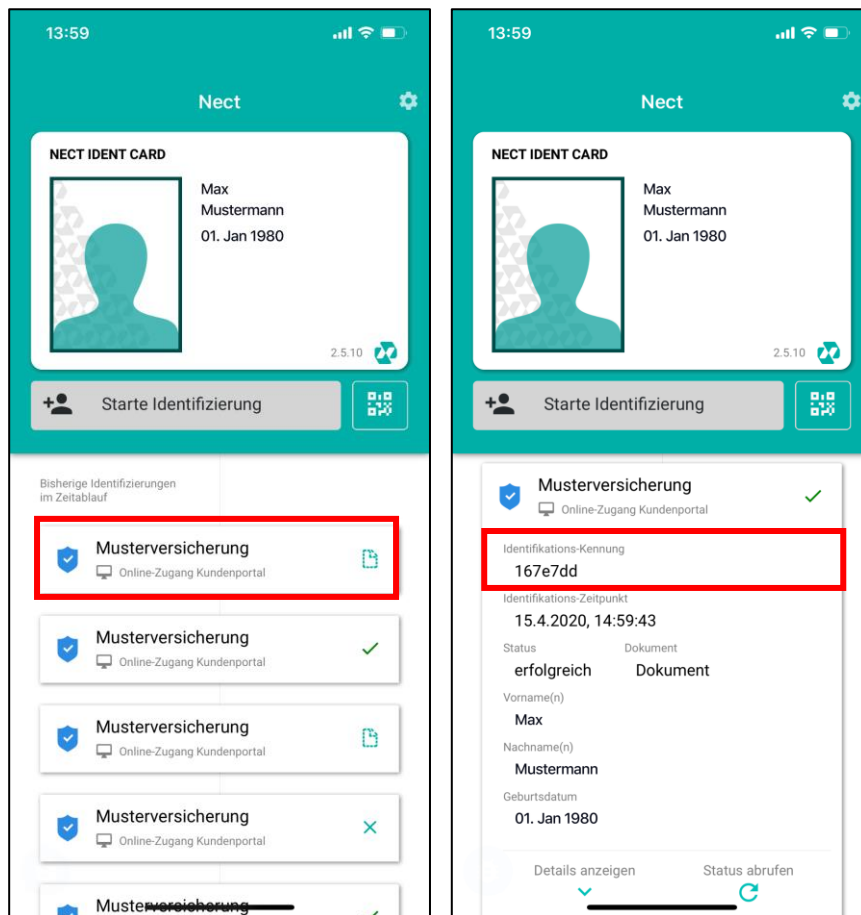 13:59
Nect
NECT IDENT CARD
Max
Mustermann
01. Jan 1980
2.5.10
Starte Identifizierung
Bisherige Identifizierungen
im Zeitablauf
Musterversicherung
Online-Zugang Kundenportal
Musterversicherung
Online-Zugang Kundenportal
Musterversicherung
Online-Zugang Kundenportal
Musterversicherung
Online-Zugang Kundenportal
Musterversicherung
13:59
Nect
NECT IDENT CARD
Max
Mustermann
01. Jan 1980
2.5.10
Starte Identifizierung
Musterversicherung
Online-Zugang Kundenportal
Identifikations-Kennung
167e7dd
Identifikations-Zeitpunkt
15.4.2020, 14:59:43
Status Dokument
erfolgreich Dokument
Vorname(n)
Max
Nachname(n)
Mustermann
Geburtsdatum
01. Jan 1980
Details anzeigen Status abrufen